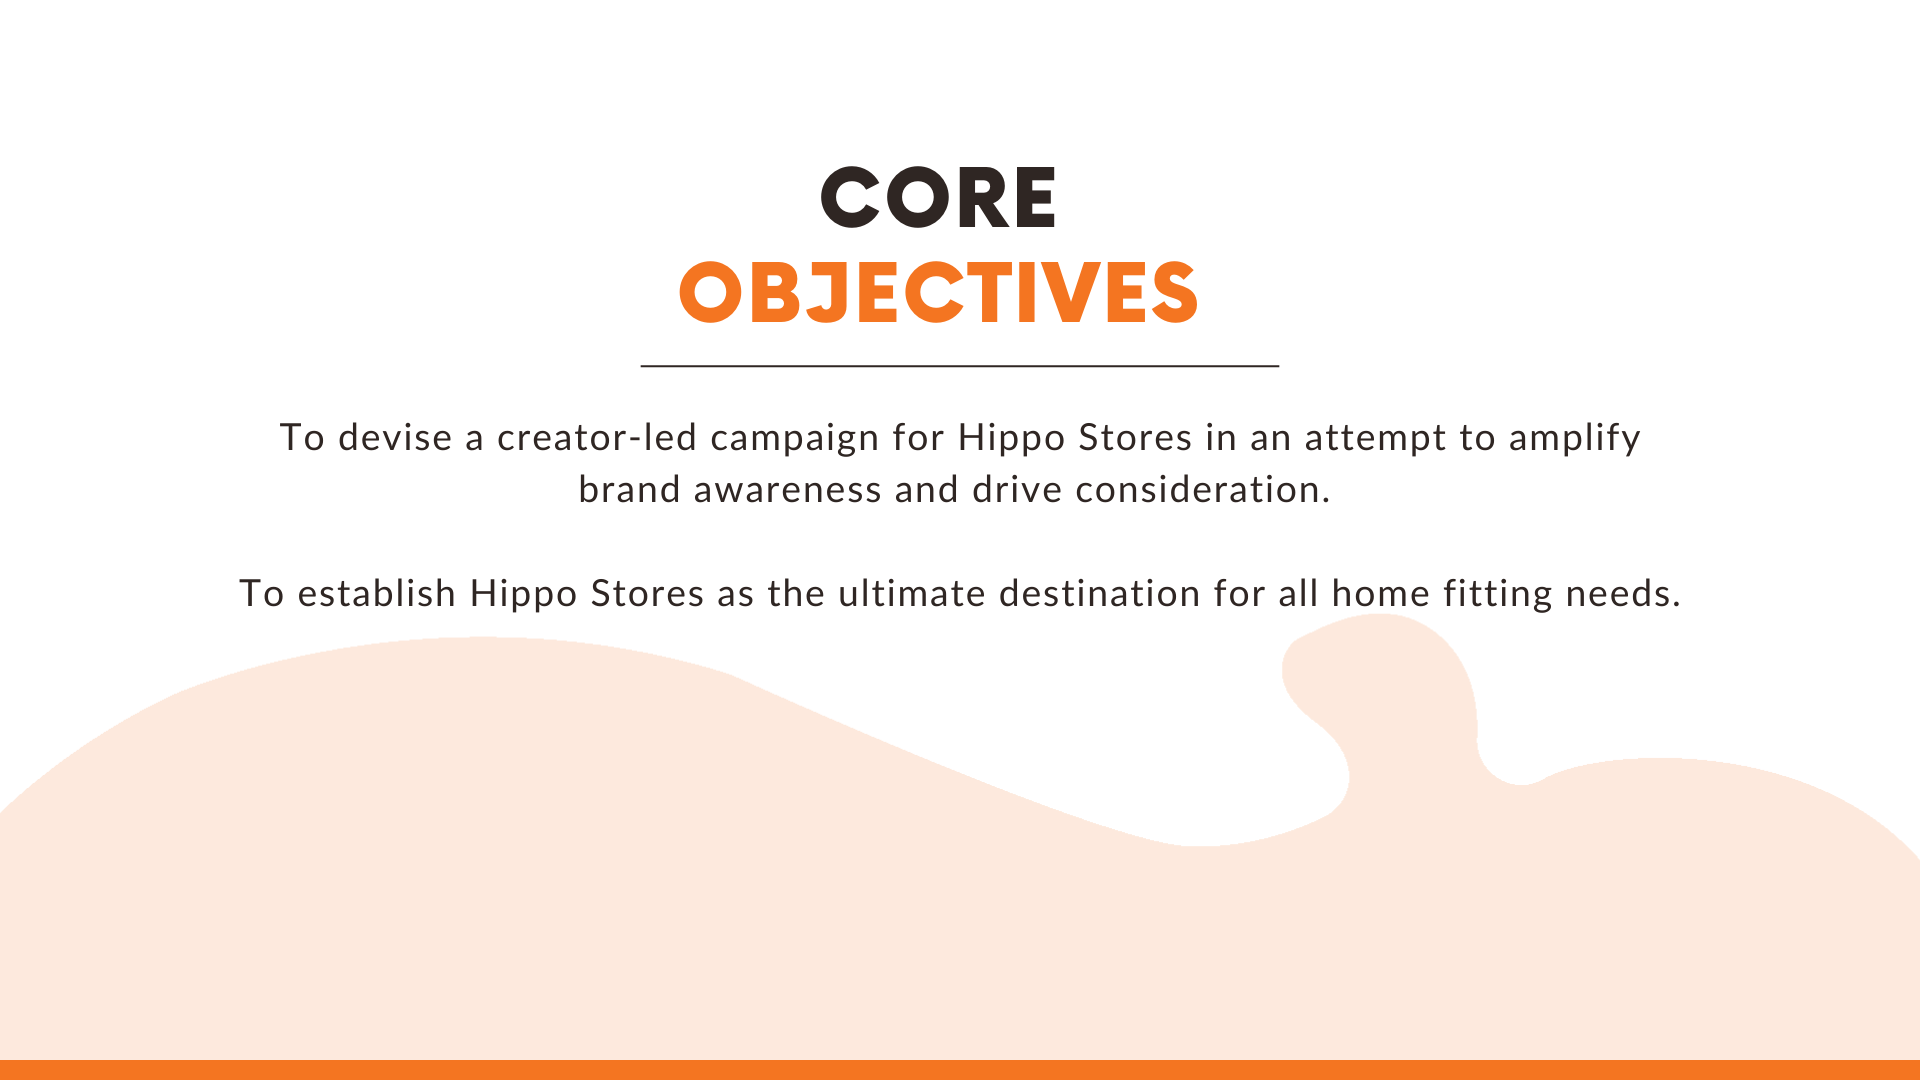 CORE
OBJECTIVES
To devise a creator-led campaign for Hippo Stores in an attempt to amplify
brand awareness and drive consideration.
To establish Hippo Stores as the ultimate destination for all home fitting needs.